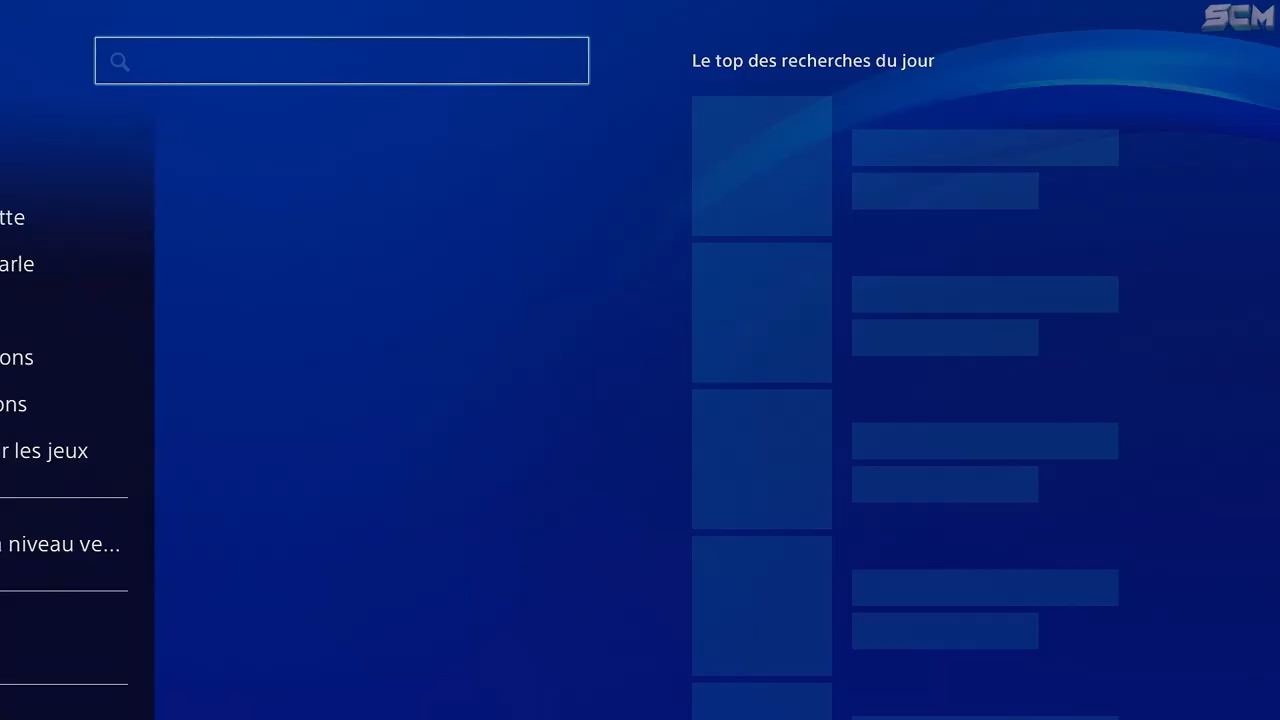 SCM
Le top des recherches du jour
tte
arle
ons
ons
r les jeux
niveau ve...